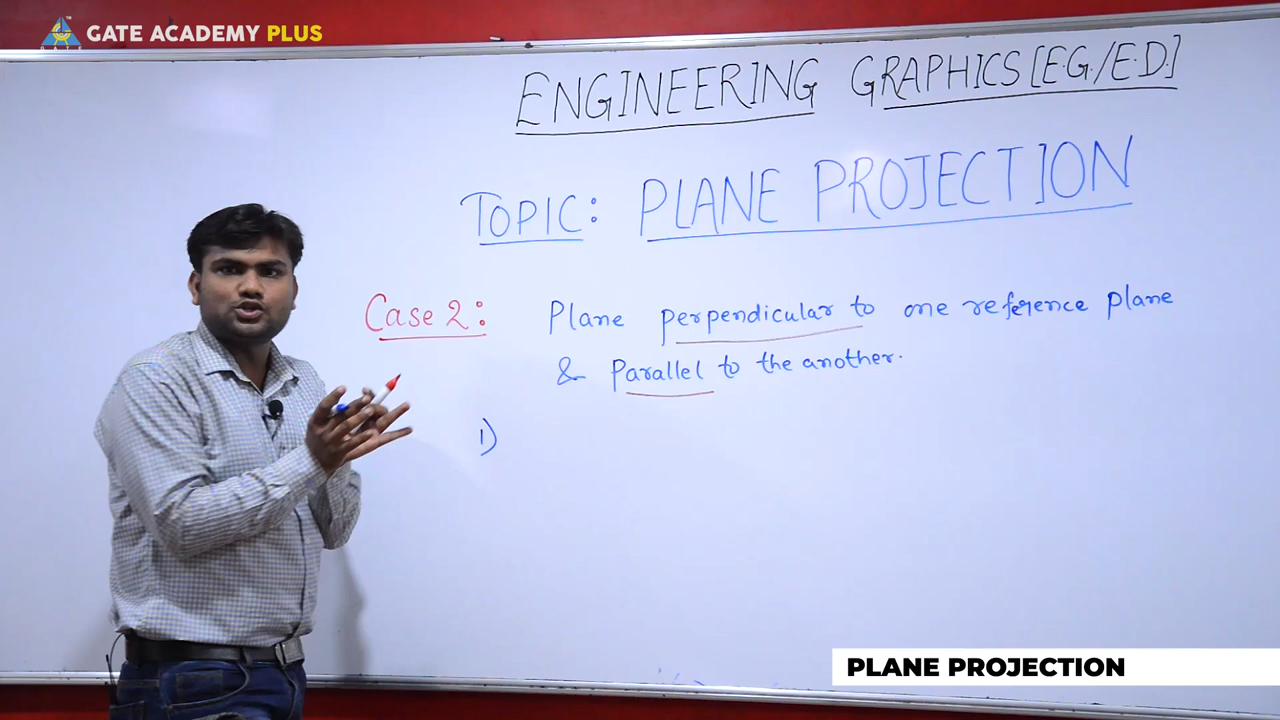 GATE ACADEMY PLUS
GATE
ENGINEERING GRAPHICS [E.G./E.D.]
TOPIC: PLANE PROJECTION
Case 2: Plane perpendicular to one reference plane
& Parallel to the another.
1)
PLANE PROJECTION